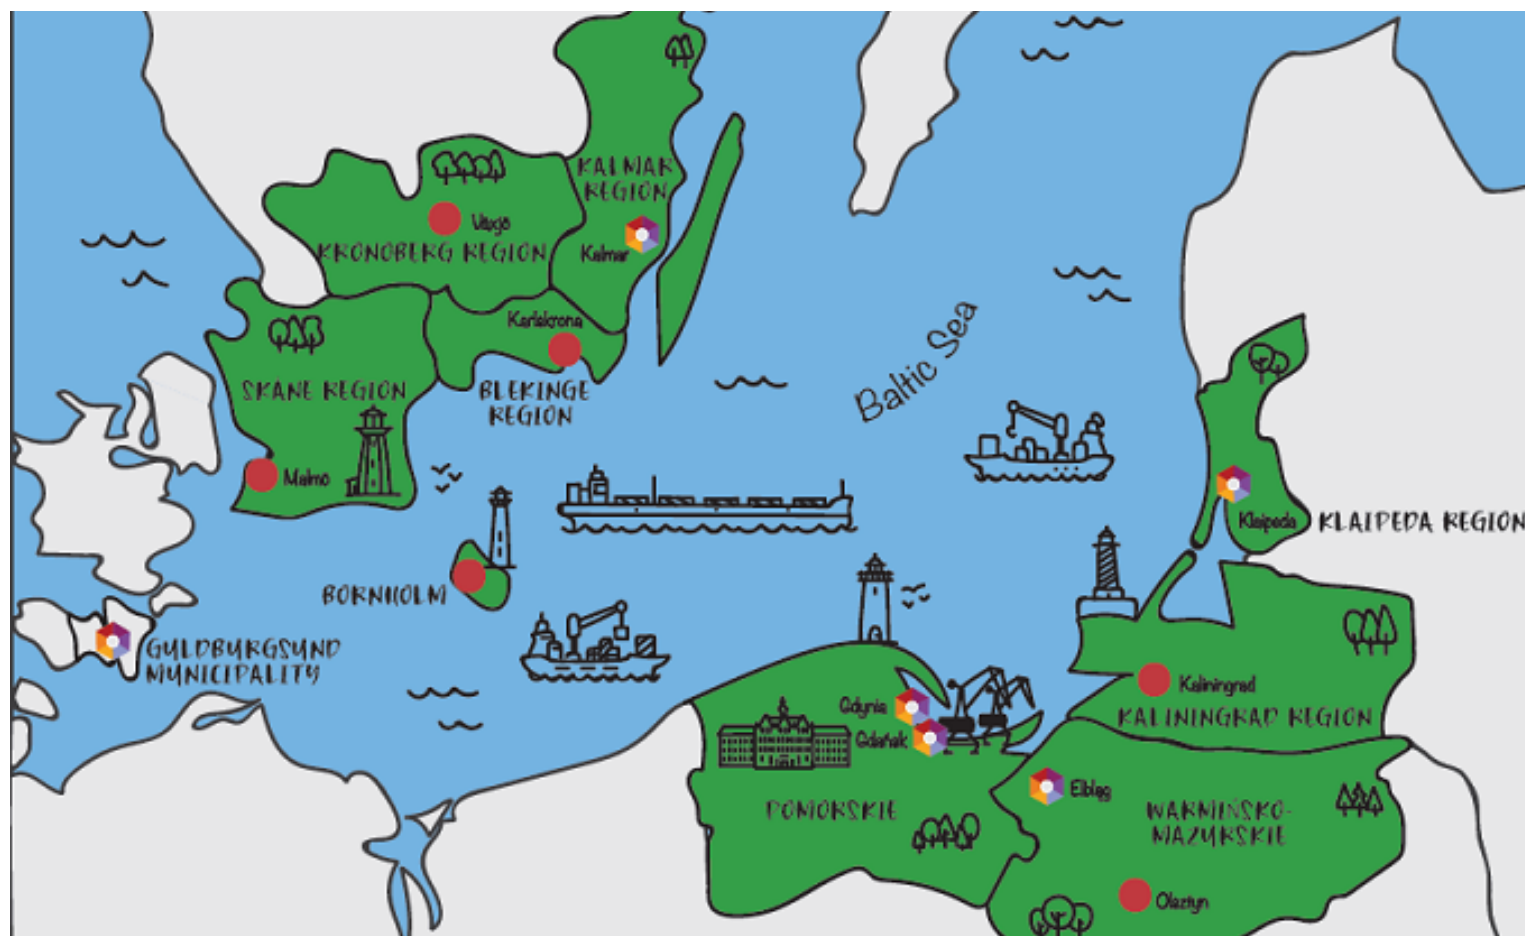 KALMAR
REGION
Växjö
KRONOBERG REGION
Kalmar
Karlskrona
SKANE REGION
BLEKINGE
REGION
Baltic Sea
Malmo
Klaipeda
KLAIPEDA REGION
BORNHOLM
GULDBURGSUND
MUNICIPALITY
Kaliningrad
Gdynia
KALININGRAD REGION
Gdańsk
Elbląg
POMORSKIE
WARMIŃSKO-
MAZURSKIE
Olsztyn